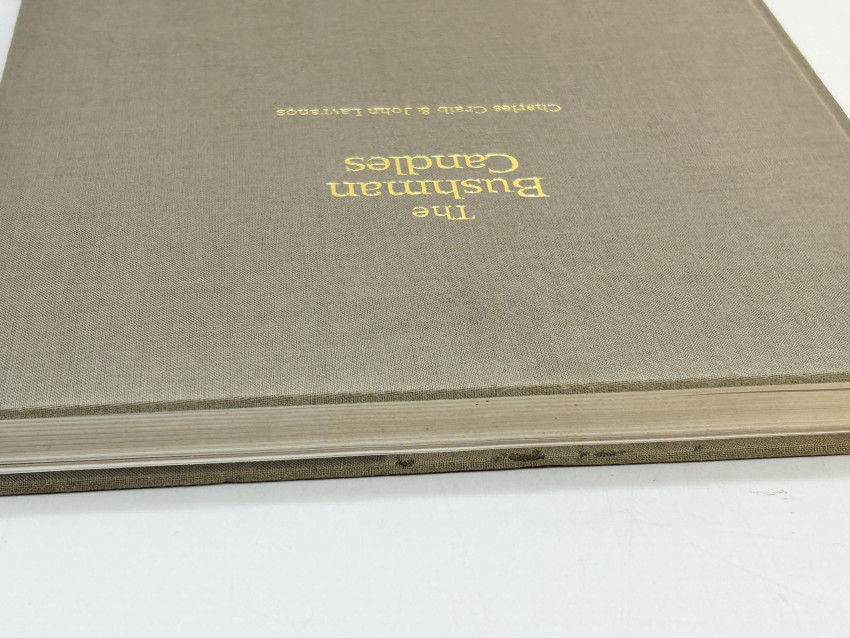 The
Bushman
Candles
Charles Craib & John Lavranos